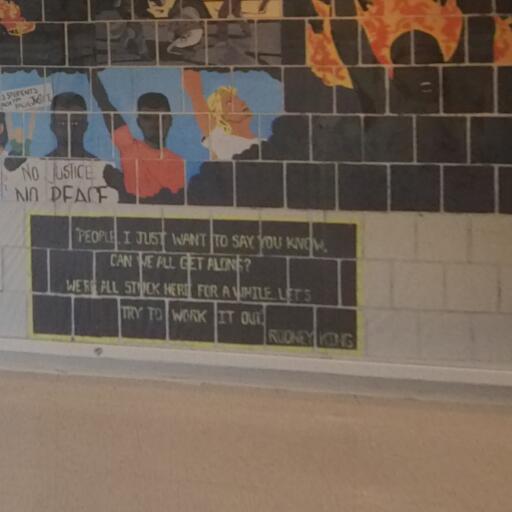 STUDENTS
NO JUSTICE
NO PEACE
"PEOPLE, I JUST WANT TO SAY, YOU KNOW,
CAN WE ALL GET ALONG?
WE'RE ALL STUCK HERE FOR A WHILE. LET'S
TRY TO WORK IT OUT.
RODNEY KING